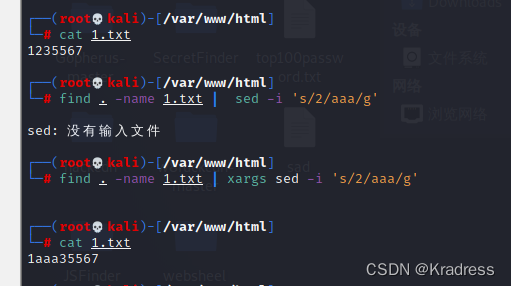 ┌──(root💀kali)-[/var/www/html]
└─# cat 1.txt
1235567
┌──(root💀kali)-[/var/www/html]
└─# find . -name 1.txt | sed -i 's/2/aaa/g'
sed: 没有输入文件
┌──(root💀kali)-[/var/www/html]
└─# find . -name 1.txt | xargs sed -i 's/2/aaa/g'
┌──(root💀kali)-[/var/www/html]
└─# cat 1.txt
1aaa35567
Downloads
设备
文件系统
网络
浏览网络
SecretFinder
top100passw
ord.txt
sad
JSFinder
websheel
CSDN @Kradress